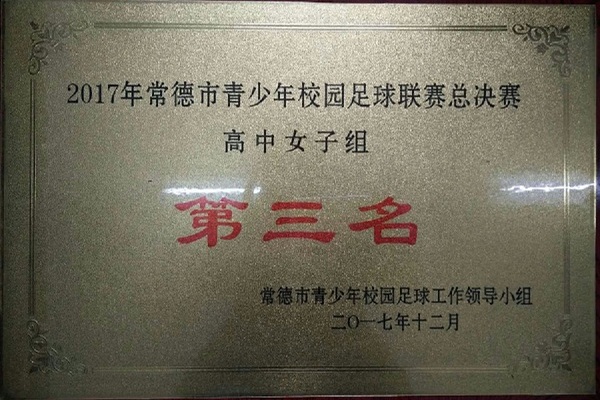 2017年常德市青少年校园足球联赛总决赛
高中女子组
第三名
常德市青少年校园足球工作领导小组
二〇一七年十二月